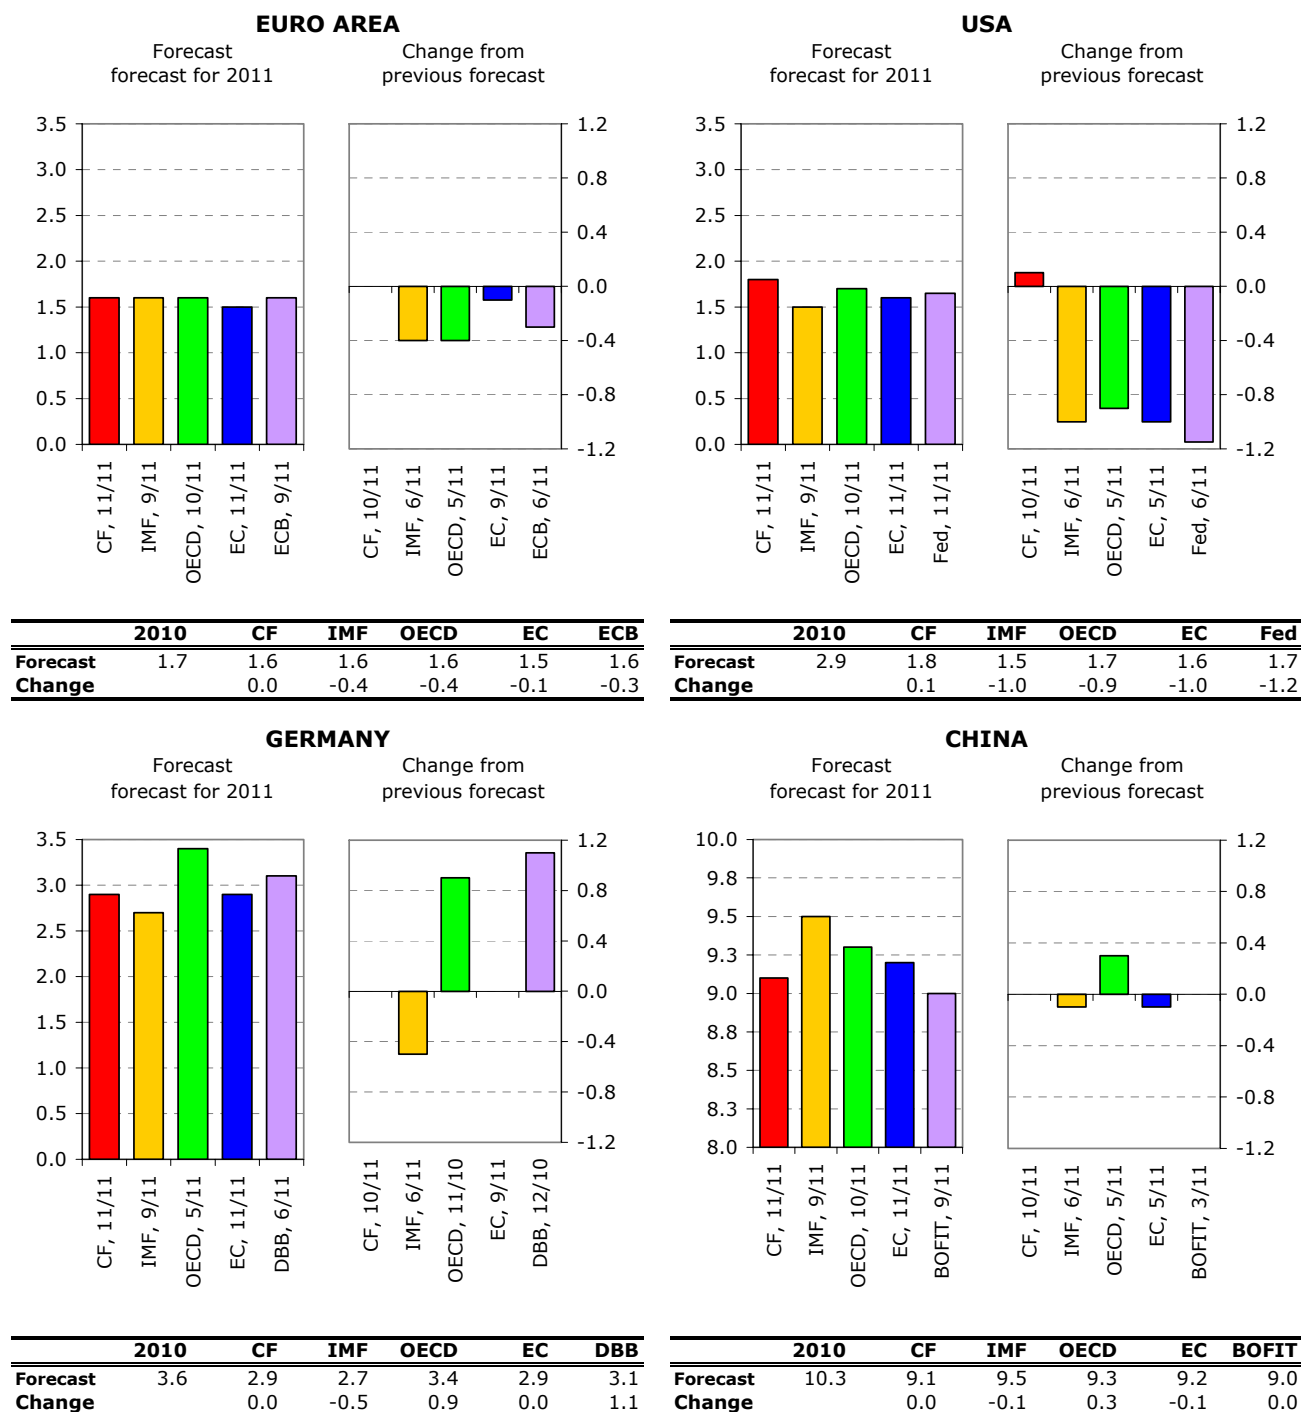 EURO AREA
Forecast
forecast for 2011
Change from
previous forecast
3.5
3.0
2.5
2.0
1.5
1.0
0.5
0.0
1.2
0.8
0.4
0.0
-0.4
-0.8
-1.2
CF, 11/11
IMF, 9/11
OECD, 10/11
EC, 11/11
ECB, 9/11
CF, 10/11
IMF, 6/11
OECD, 5/11
EC, 9/11
ECB, 6/11
2010 CF IMF OECD EC ECB
Forecast 1.7 1.6 1.6 1.6 1.5 1.6
Change 0.0 -0.4 -0.4 -0.1 -0.3
USA
Forecast
forecast for 2011
Change from
previous forecast
3.5
3.0
2.5
2.0
1.5
1.0
0.5
0.0
1.2
0.8
0.4
0.0
-0.4
-0.8
-1.2
CF, 11/11
IMF, 9/11
OECD, 10/11
EC, 11/11
Fed, 11/11
CF, 10/11
IMF, 6/11
OECD, 5/11
EC, 5/11
Fed, 6/11
2010 CF IMF OECD EC Fed
Forecast 2.9 1.8 1.5 1.7 1.6 1.7
Change 0.1 -1.0 -0.9 -1.0 -1.2
GERMANY
Forecast
forecast for 2011
Change from
previous forecast
3.5
3.0
2.5
2.0
1.5
1.0
0.5
0.0
1.2
0.8
0.4
0.0
-0.4
-0.8
-1.2
CF, 11/11
IMF, 9/11
OECD, 5/11
EC, 11/11
DBB, 6/11
CF, 10/11
IMF, 6/11
OECD, 11/10
EC, 9/11
DBB, 12/10
2010 CF IMF OECD EC DBB
Forecast 3.6 2.9 2.7 3.4 2.9 3.1
Change 0.0 -0.5 0.9 0.0 1.1
CHINA
Forecast
forecast for 2011
Change from
previous forecast
10.0
9.8
9.5
9.3
9.0
8.8
8.5
8.3
8.0
1.2
0.8
0.4
0.0
-0.4
-0.8
-1.2
CF, 11/11
IMF, 9/11
OECD, 10/11
EC, 11/11
BOFIT, 9/11
CF, 10/11
IMF, 6/11
OECD, 5/11
EC, 5/11
BOFIT, 3/11
2010 CF IMF OECD EC BOFIT
Forecast 10.3 9.1 9.5 9.3 9.2 9.0
Change 0.0 -0.1 0.3 -0.1 0.0